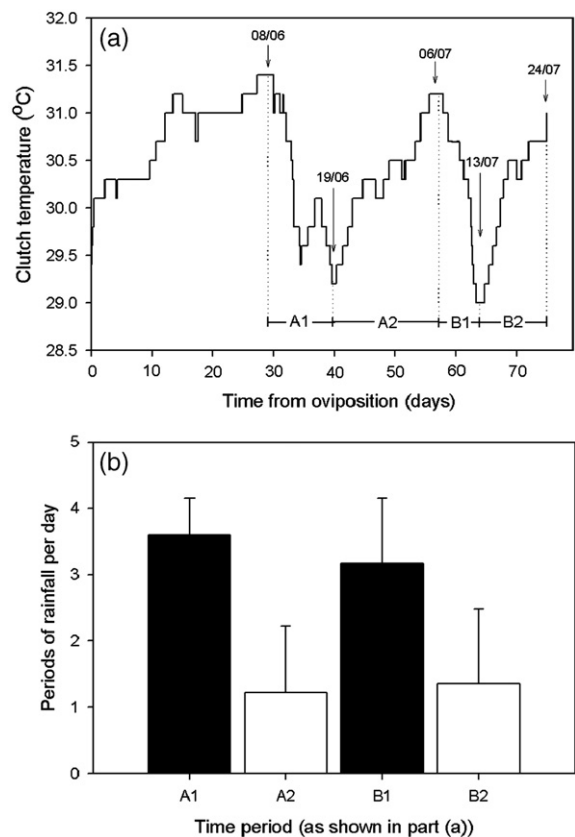 (a)
32.0
31.5
31.0
30.5
30.0
29.5
29.0
28.5
Clutch temperature (⁰C)
08/06
19/06
06/07
13/07
24/07
A1
A2
B1
B2
0 10 20 30 40 50 60 70
Time from oviposition (days)
(b)
5
4
3
2
1
0
Periods of rainfall per day
A1 A2 B1 B2
Time period (as shown in part (a))